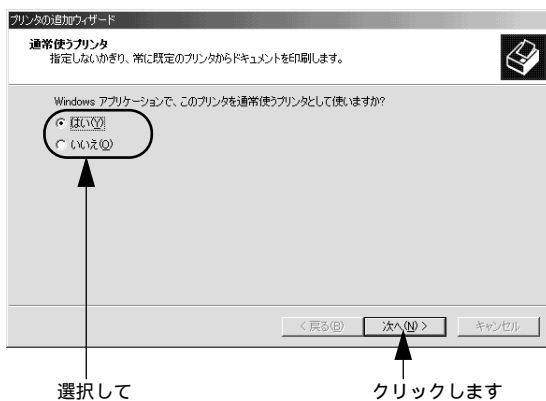 プリンタの追加ウィザード
通常使うプリンタ
指定しないかぎり、常に既定のプリンタからドキュメントを印刷します。
Windows アプリケーションで、このプリンタを通常使うプリンタとして使いますか?
はい(Y)
いいえ(O)
< 戻る(B)
次へ(N) >
キャンセル
選択して
クリックします